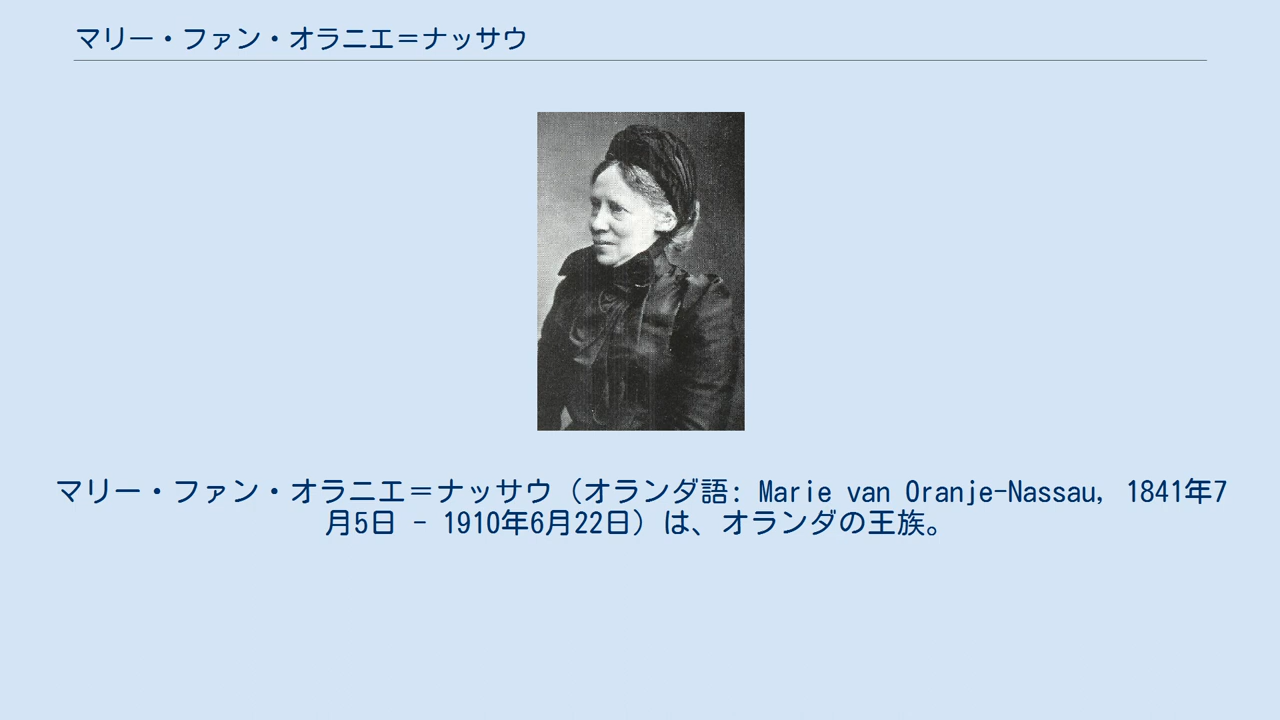 マリー・ファン・オラニエ＝ナッサウ
マリー・ファン・オラニエ＝ナッサウ（オランダ語: Marie van Oranje-Nassau, 1841年7
月5日 - 1910年6月22日）は、オランダの王族。